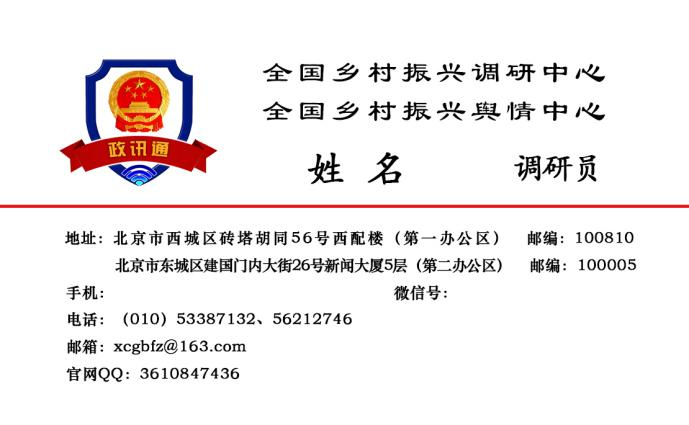 全国乡村振兴调研中心
全国乡村振兴舆情中心
政讯通
姓 名 调研员
地址：北京市西城区砖塔胡同56号西配楼（第一办公区） 邮编：100810
北京市东城区建国门内大街26号新闻大厦5层（第二办公区） 邮编：100005
手机： 微信号：
电话：（010）53387132、56212746
邮箱：xcgbfz@163.com
官网QQ：3610847436